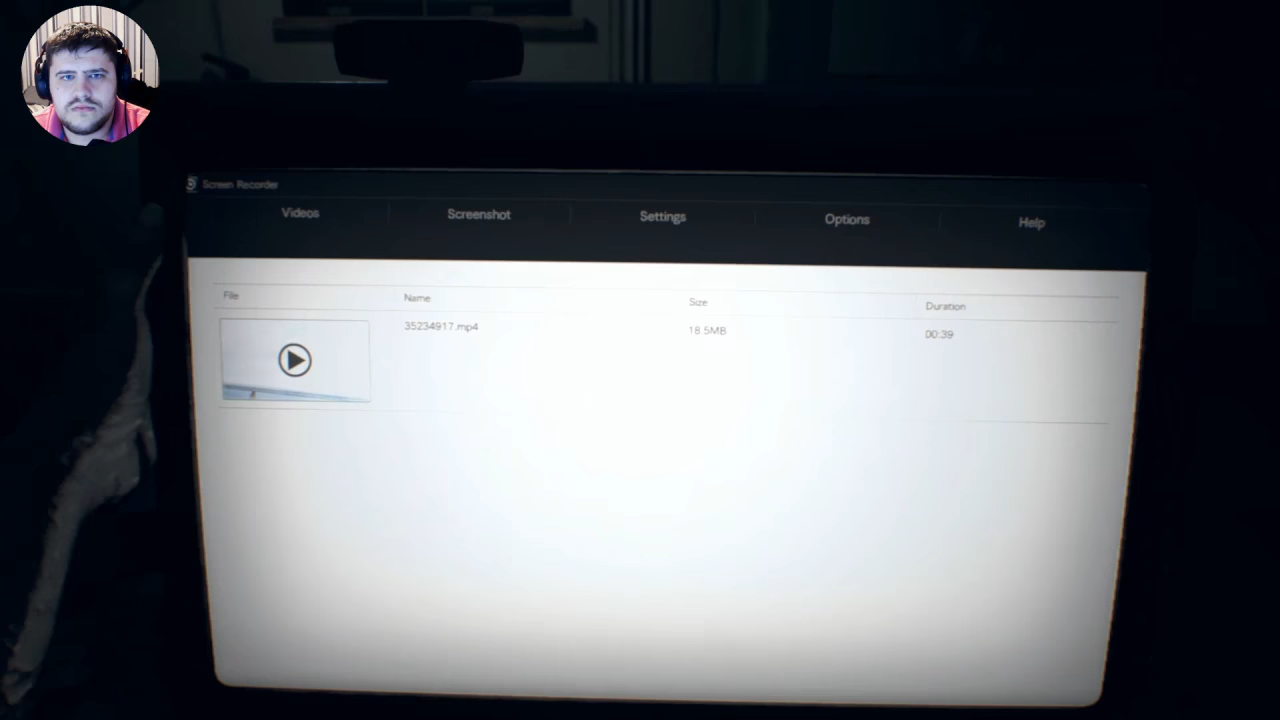 Screen Recorder
Videos Screenshot Settings Options Help
File Name Size Duration
35234917.mp4 18.5MB 00:39